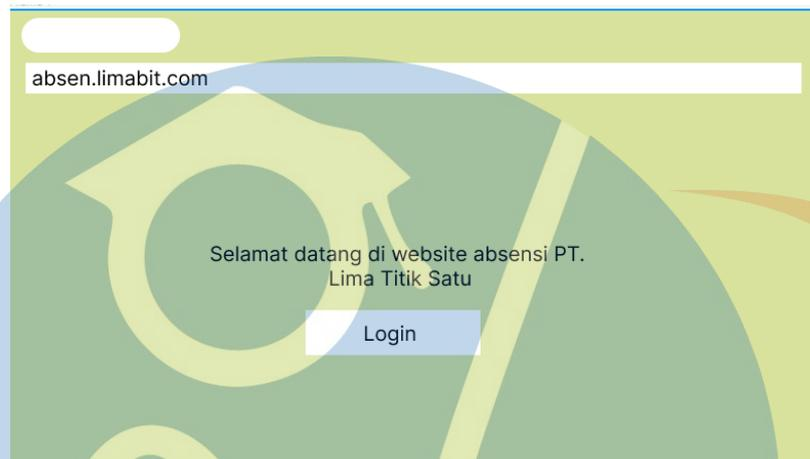 absen.limabit.com
Selamat datang di website absensi PT.
Lima Titik Satu
Login